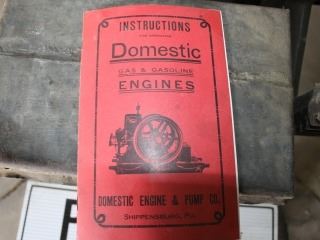 INSTRUCTIONS
FOR OPERATING
Domestic
GAS & GASOLINE
ENGINES
DOMESTIC ENGINE & PUMP CO.
SHIPPENSBURG, PA.